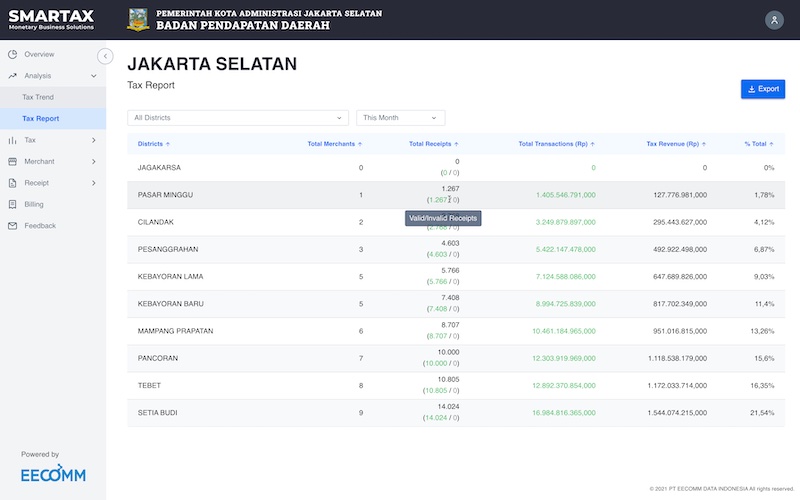 SMARTAX
Monetary Business Solutions
PEMERINTAH KOTA ADMINISTRASI JAKARTA SELATAN
BADAN PENDAPATAN DAERAH
Overview
Analysis
Tax Trend
Tax Report
Tax
Merchant
Receipt
Billing
Feedback
JAKARTA SELATAN
Tax Report
Export
All Districts
This Month
Districts Total Merchants Total Receipts Total Transactions (Rp) Tax Revenue (Rp) % Total
JAGAKARSA 0 0 (0 / 0) 0 0 0%
PASAR MINGGU 1 1.267 (1.267 / 0) 1.405.546.791,000 127.776.981,000 1,78%
Valid/Invalid Receipts
CILANDAK 2 (2.768 / 0) 3.249.879.897,000 295.443.627,000 4,12%
PESANGGRAHAN 3 4.603 (4.603 / 0) 5.422.147.478,000 492.922.498,000 6,87%
KEBAYORAN LAMA 5 5.766 (5.766 / 0) 7.124.588.086,000 647.689.826,000 9,03%
KEBAYORAN BARU 5 7.408 (7.408 / 0) 8.994.725.839,000 817.702.349,000 11,4%
MAMPANG PRAPATAN 6 8.707 (8.707 / 0) 10.461.184.965,000 951.016.815,000 13,26%
PANCORAN 7 10.000 (10.000 / 0) 12.303.919.969,000 1.118.538.179,000 15,6%
TEBET 8 10.805 (10.805 / 0) 12.892.370.854,000 1.172.033.714,000 16,35%
SETIA BUDI 9 14.024 (14.024 / 0) 16.984.816.365,000 1.544.074.215,000 21,54%
Powered by
EECOMM
© 2021 PT EECOMM DATA INDONESIA All rights reserved